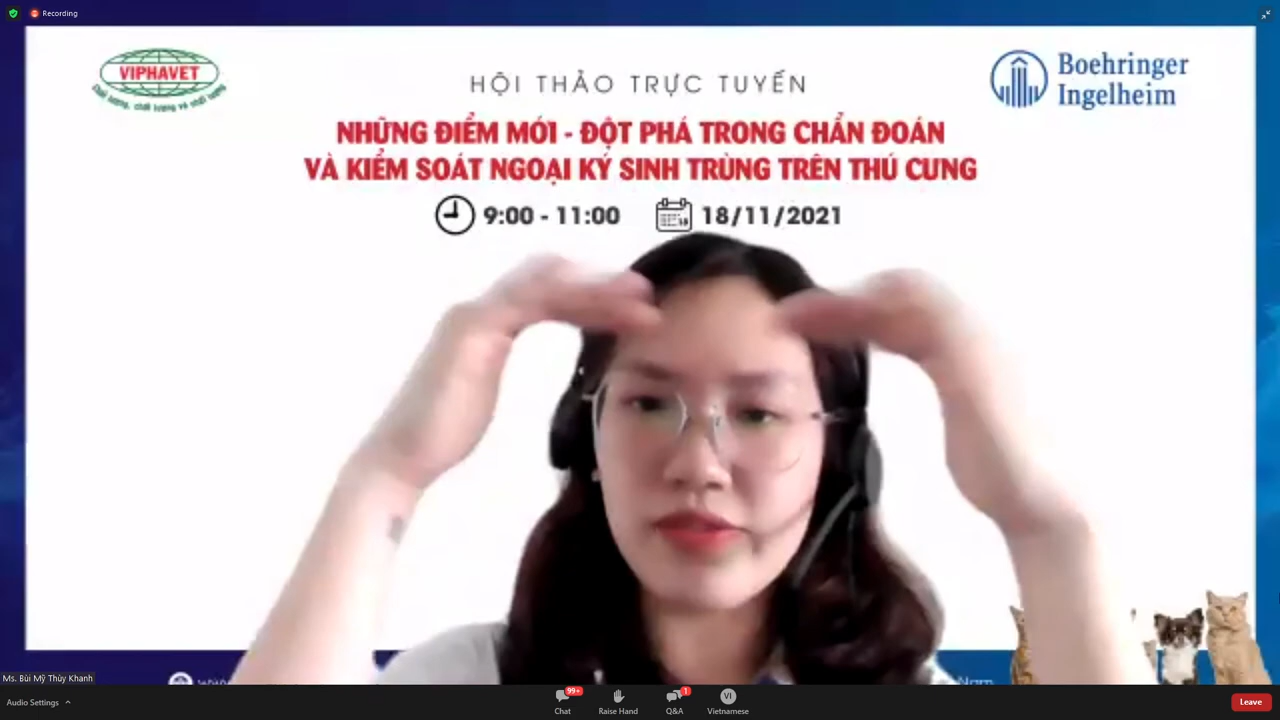 Recording
VIPHAVET
HỘI THẢO TRỰC TUYẾN
Boehringer
Ingelheim
NHỮNG ĐIỂM MỚI - ĐỘT PHÁ TRONG CHẨN ĐOÁN
VÀ KIỂM SOÁT NGOẠI KÝ SINH TRÙNG TRÊN THÚ CƯNG
9:00 - 11:00
18/11/2021
Nam
Ms. Bùi Mỹ Thùy Khanh
Audio Settings
99+
Chat
Raise Hand
1
Q&A
VI
Vietnamese
Leave